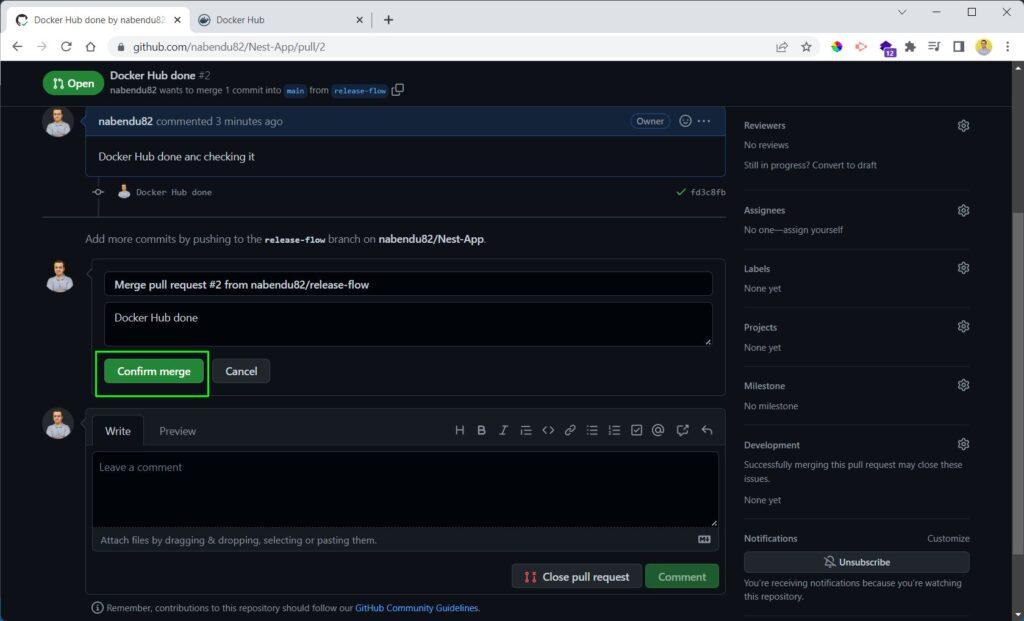 Docker Hub done by nabendu82
Docker Hub
github.com/nabendu82/Nest-App/pull/2
12
Open
Docker Hub done #2
nabendu82 wants to merge 1 commit into main from release-flow
nabendu82 commented 3 minutes ago
Owner
Docker Hub done anc checking it
Docker Hub done
fd3c8fb
Add more commits by pushing to the release-flow branch on nabendu82/Nest-App.
Merge pull request #2 from nabendu82/release-flow
Docker Hub done
Confirm merge
Cancel
Write
Preview
Leave a comment
Attach files by dragging & dropping, selecting or pasting them.
Close pull request
Comment
Remember, contributions to this repository should follow our GitHub Community Guidelines.
Reviewers
No reviews
Still in progress? Convert to draft
Assignees
No one—assign yourself
Labels
None yet
Projects
None yet
Milestone
No milestone
Development
Successfully merging this pull request may close these
issues.
None yet
Notifications
Customize
Unsubscribe
You're receiving notifications because you're watching
this repository.